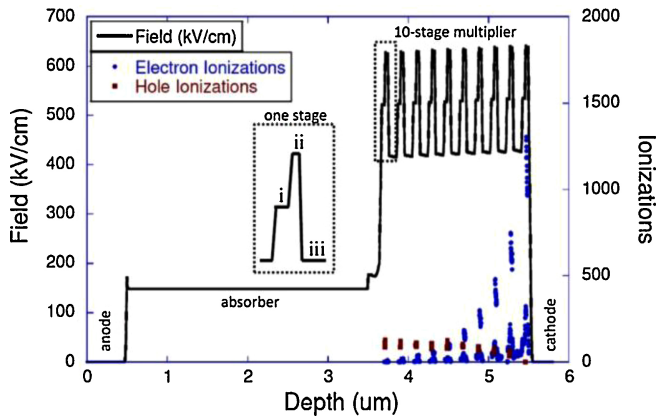 10-stage multiplier
700
600
500
400
300
200
100
0
Field (kV/cm)
Field (kV/cm)
Electron Ionizations
Hole Ionizations
one stage
ii
i
iii
absorber
anode
cathode
2000
1500
1000
500
0
Ionizations
0 1 2 3 4 5 6
Depth (um)